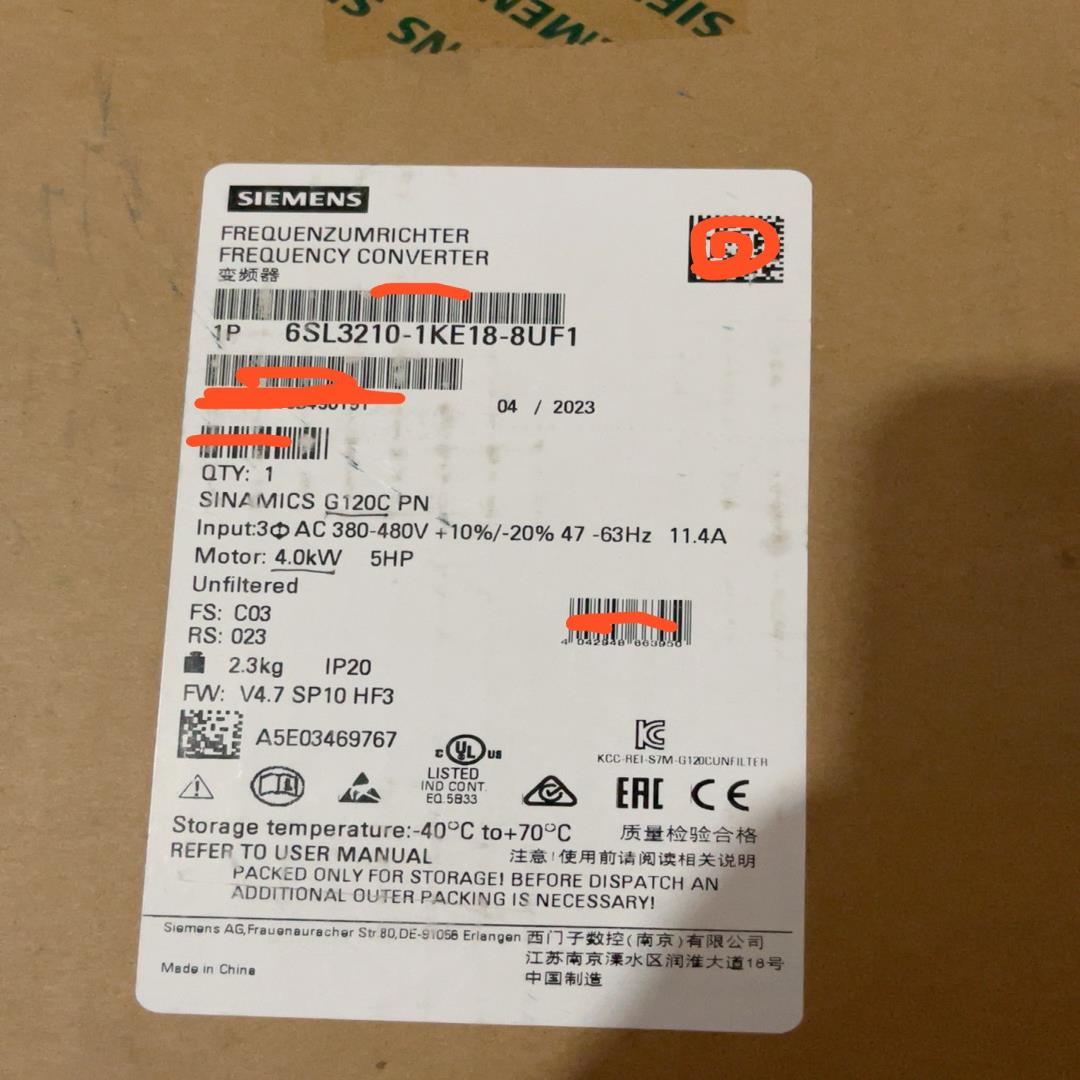 SIEMENS
SIEMENS
FREQUENZUMRICHTER
FREQUENCY CONVERTER
变频器
1P 6SL3210-1KE18-8UF1
04 / 2023
QTY: 1
SINAMICS G120C PN
Input:3Φ AC 380-480V +10%/-20% 47 -63Hz 11.4A
Motor: 4.0kW 5HP
Unfiltered
FS: C03
RS: 023
2.3kg IP20
FW: V4.7 SP10 HF3
A5E03469767
C UL US
LISTED
IND CONT.
EQ.5B33
KCC-REI-S7M-G120CUNFILTER
EAC CE
Storage temperature:-40°C to+70°C 质量检验合格
REFER TO USER MANUAL 注意!使用前请阅读相关说明
PACKED ONLY FOR STORAGE! BEFORE DISPATCH AN
ADDITIONAL OUTER PACKING IS NECESSARY!
Siemens AG,Frauenauracher Str.80,DE-91056 Erlangen 西门子数控(南京)有限公司
江苏南京溧水区润淮大道18号
Made in China 中国制造